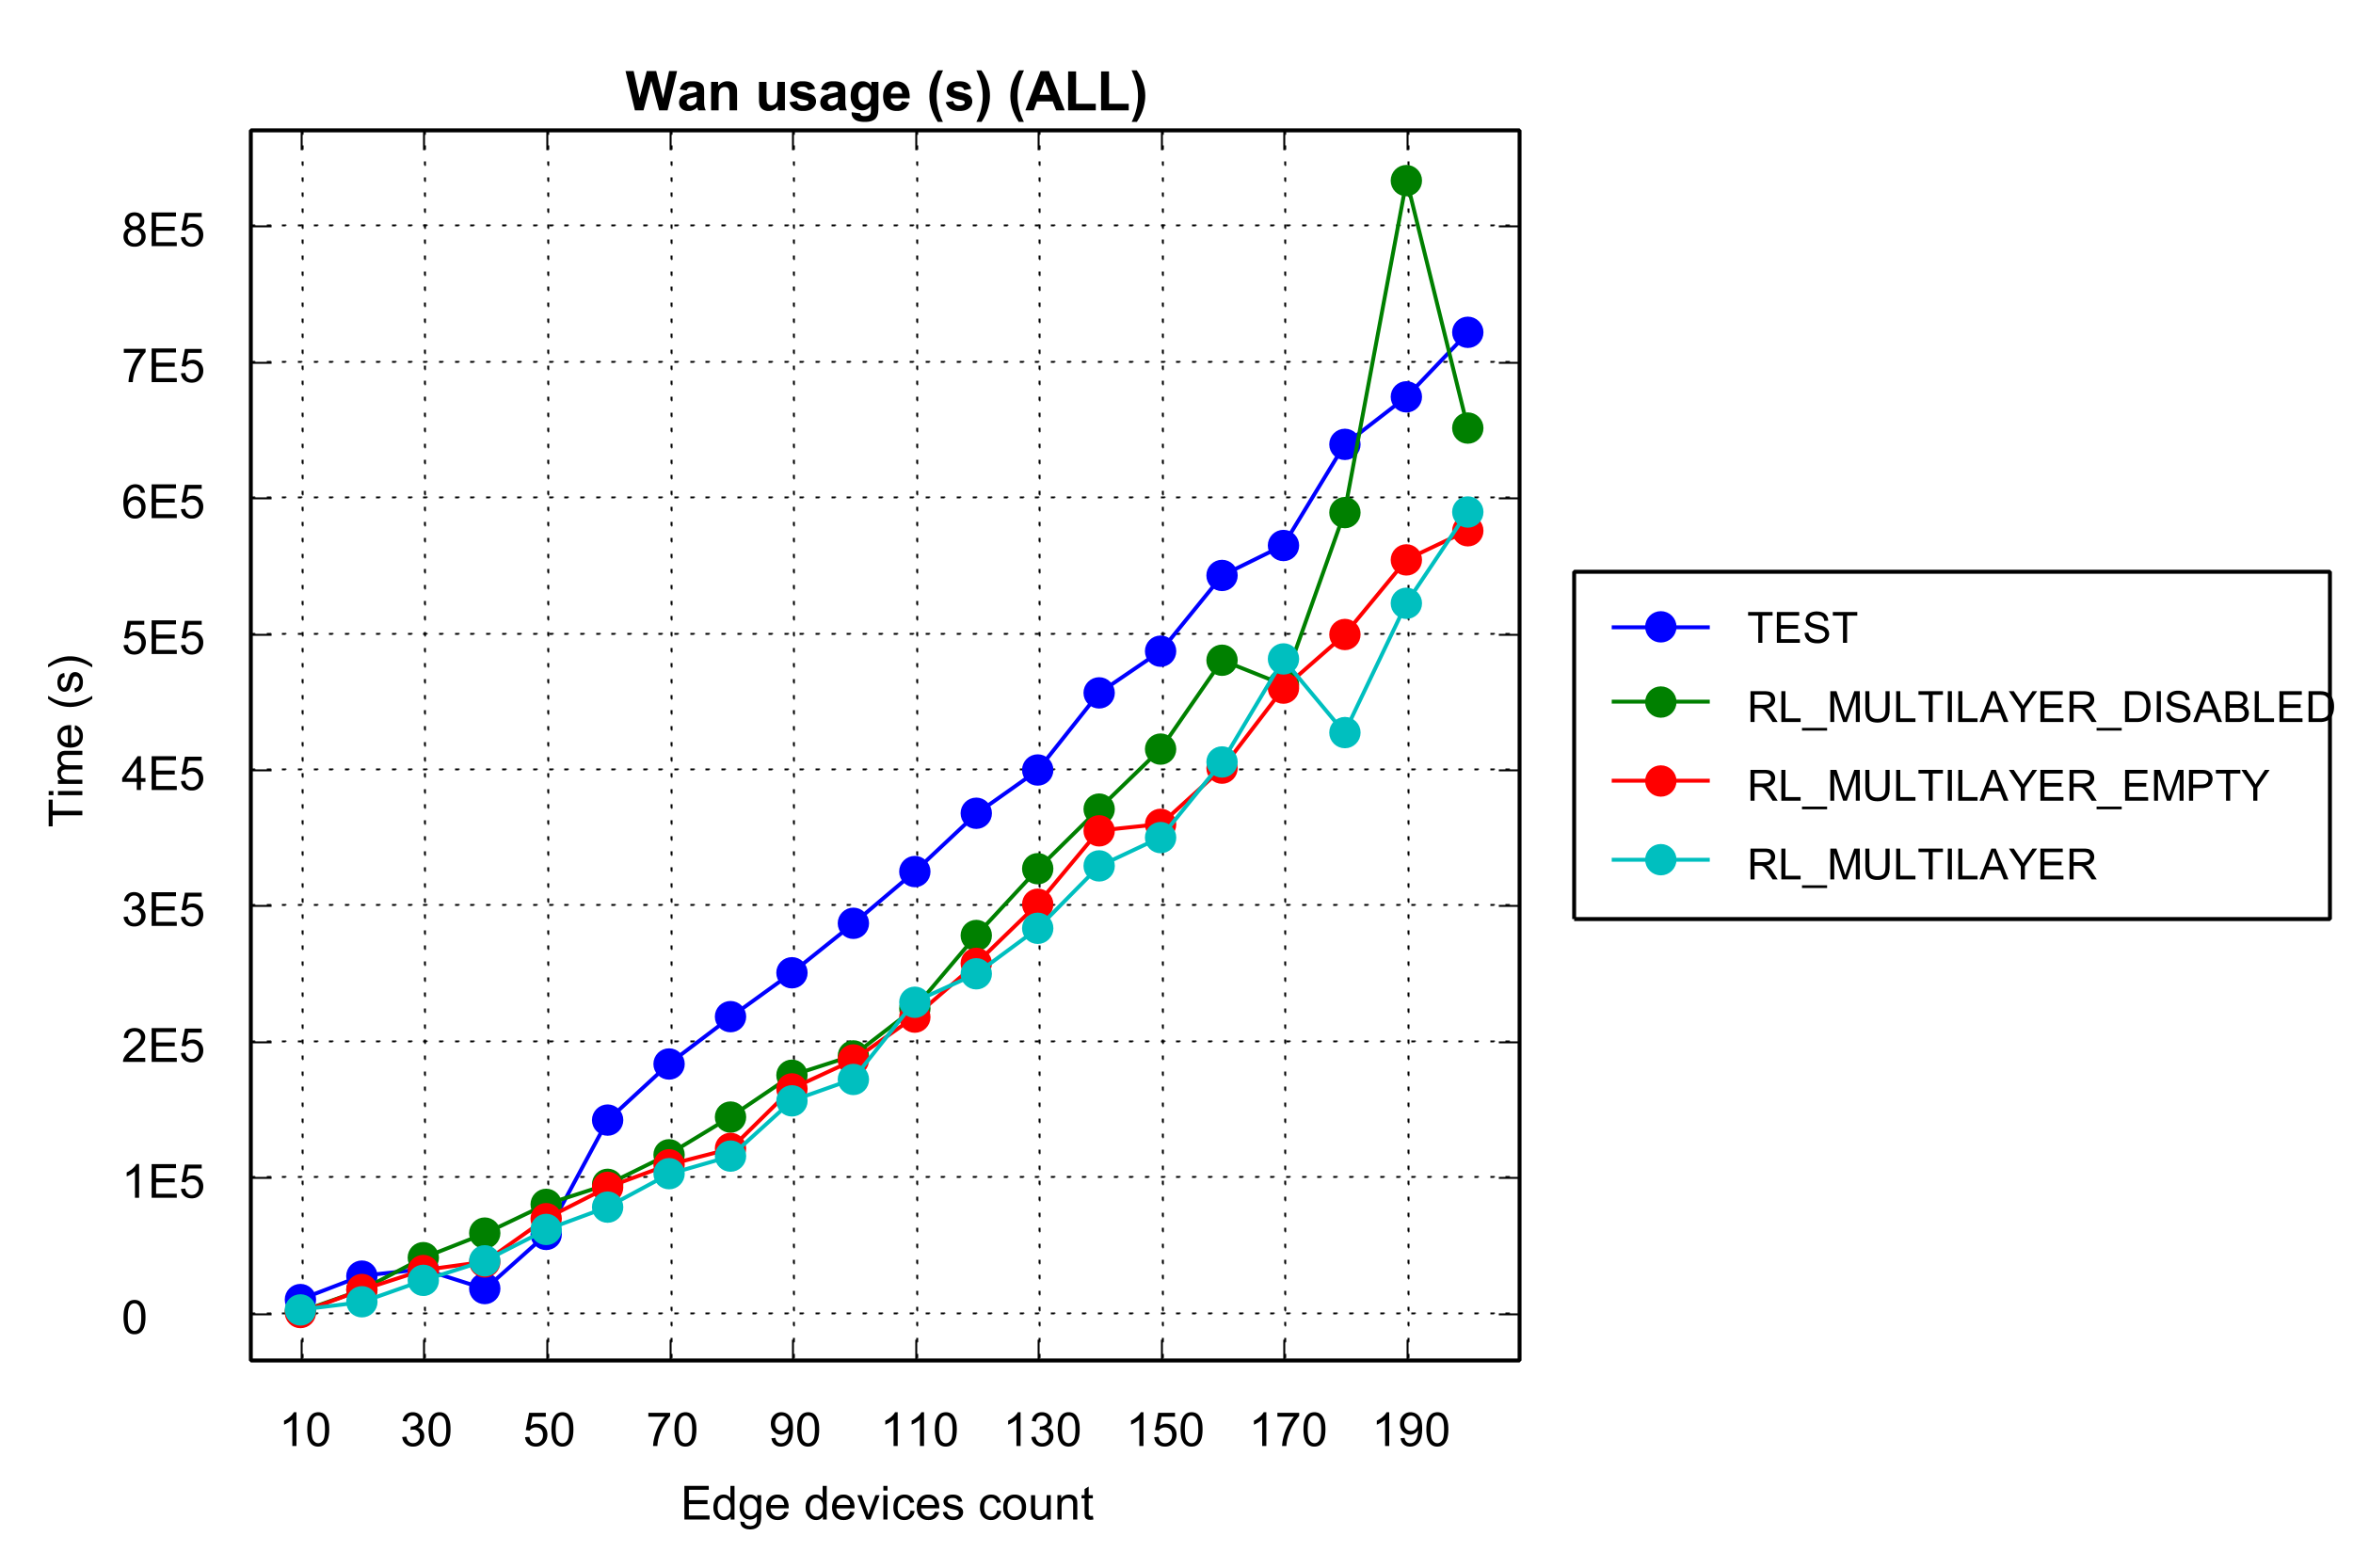 Wan usage (s) (ALL)
8E5
7E5
6E5
5E5
4E5
3E5
2E5
1E5
0
Time (s)
10 30 50 70 90 110 130 150 170 190
Edge devices count
TEST
RL_MULTILAYER_DISABLED
RL_MULTILAYER_EMPTY
RL_MULTILAYER